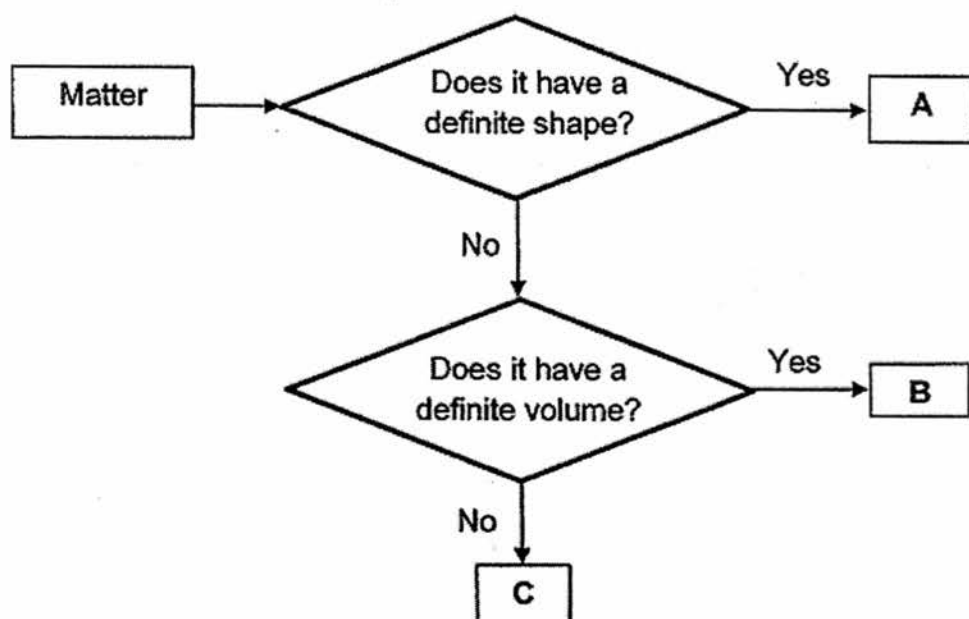 Matter
Does it have a
definite shape?
Yes
A
No
Does it have a
definite volume?
Yes
B
No
C